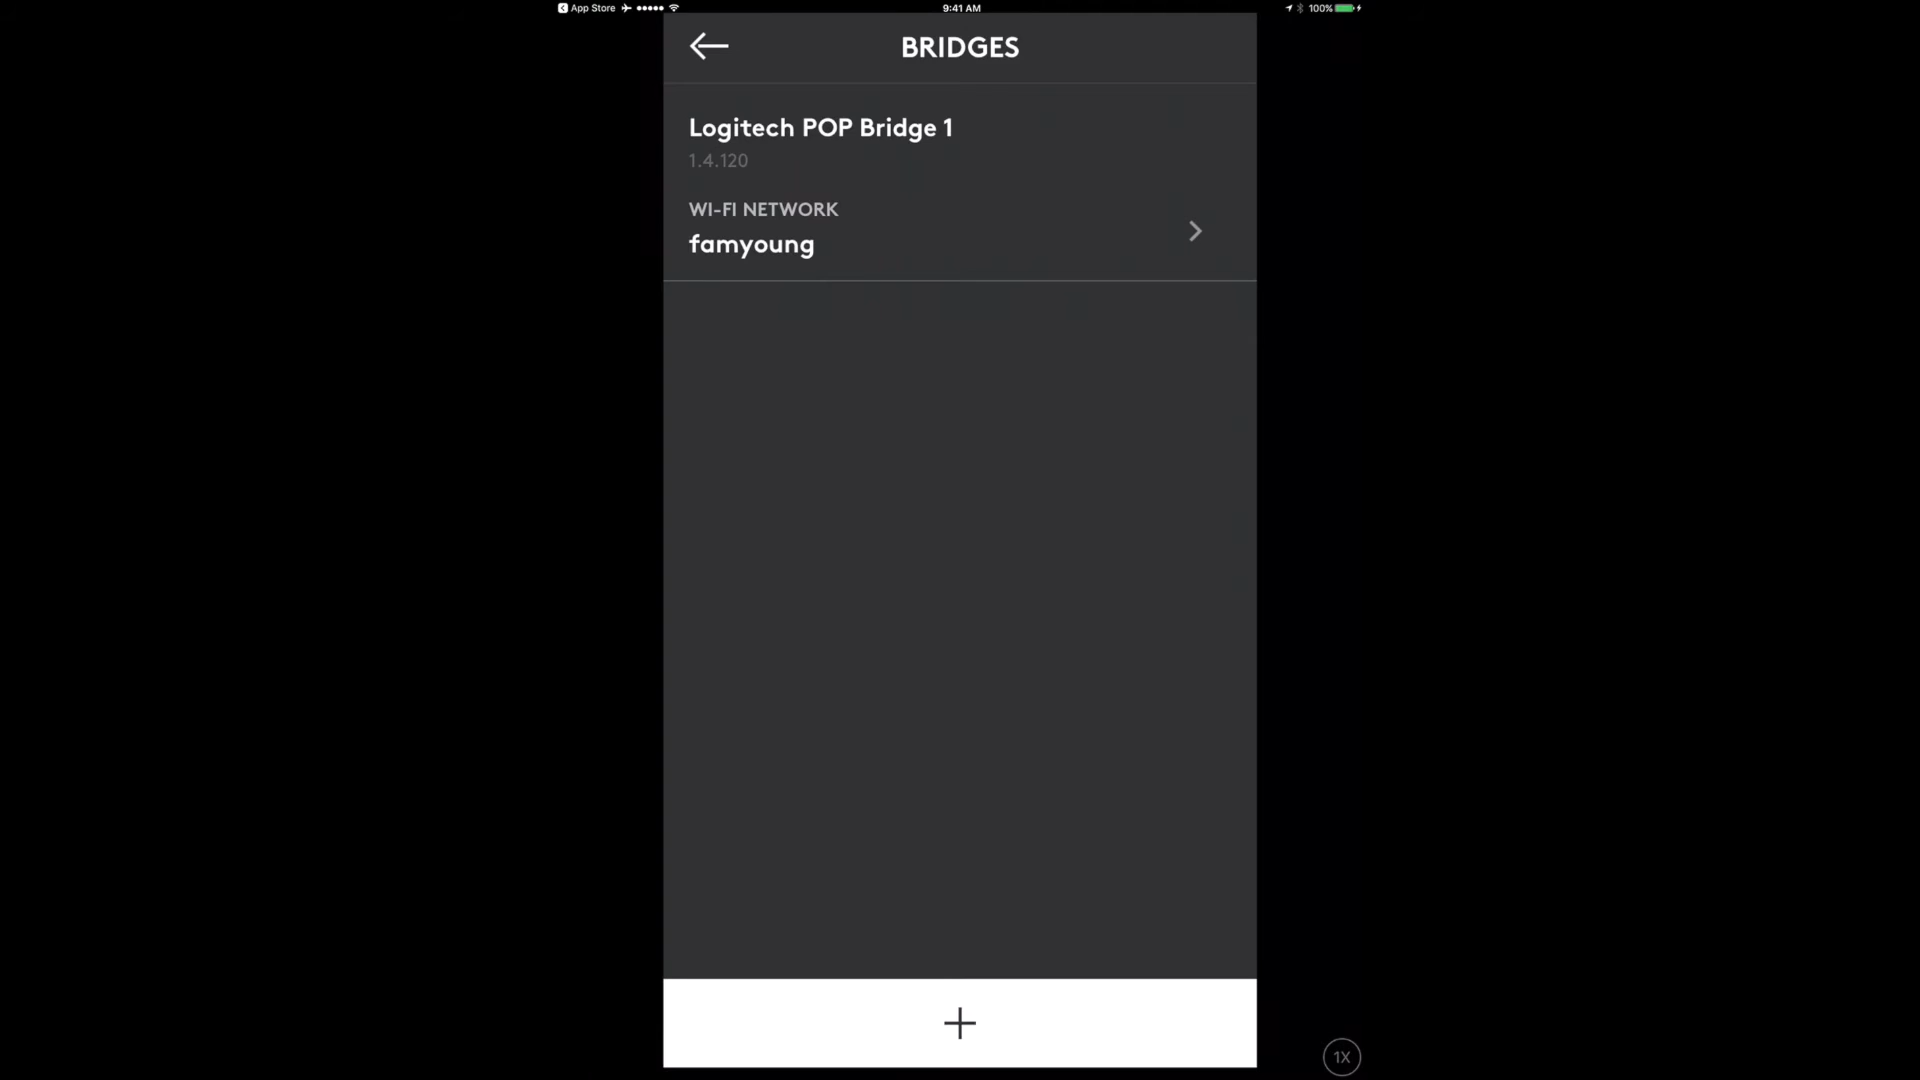 App Store
9:41 AM
100%
BRIDGES
Logitech POP Bridge 1
1.4.120
WI-FI NETWORK
famyoung
+
1X